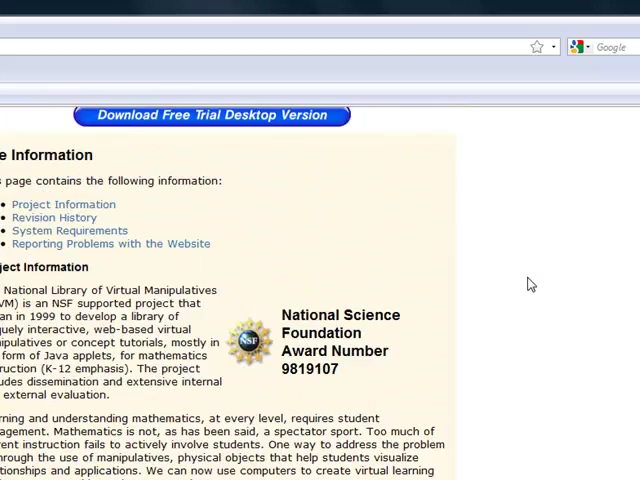 Google
Download Free Trial Desktop Version
e Information
page contains the following information:
Project Information
Revision History
System Requirements
Reporting Problems with the Website
ject Information
National Library of Virtual Manipulatives
VM) is an NSF supported project that
an in 1999 to develop a library of
quely interactive, web-based virtual
nipulatives or concept tutorials, mostly in
form of Java applets, for mathematics
ruction (K-12 emphasis). The project
udes dissemination and extensive internal
external evaluation.
NSF
National Science
Foundation
Award Number
9819107
rning and understanding mathematics, at every level, requires student
agement. Mathematics is not, as has been said, a spectator sport. Too much of
ent instruction fails to actively involve students. One way to address the problem
hrough the use of manipulatives, physical objects that help students visualize
tionships and applications. We can now use computers to create virtual learning